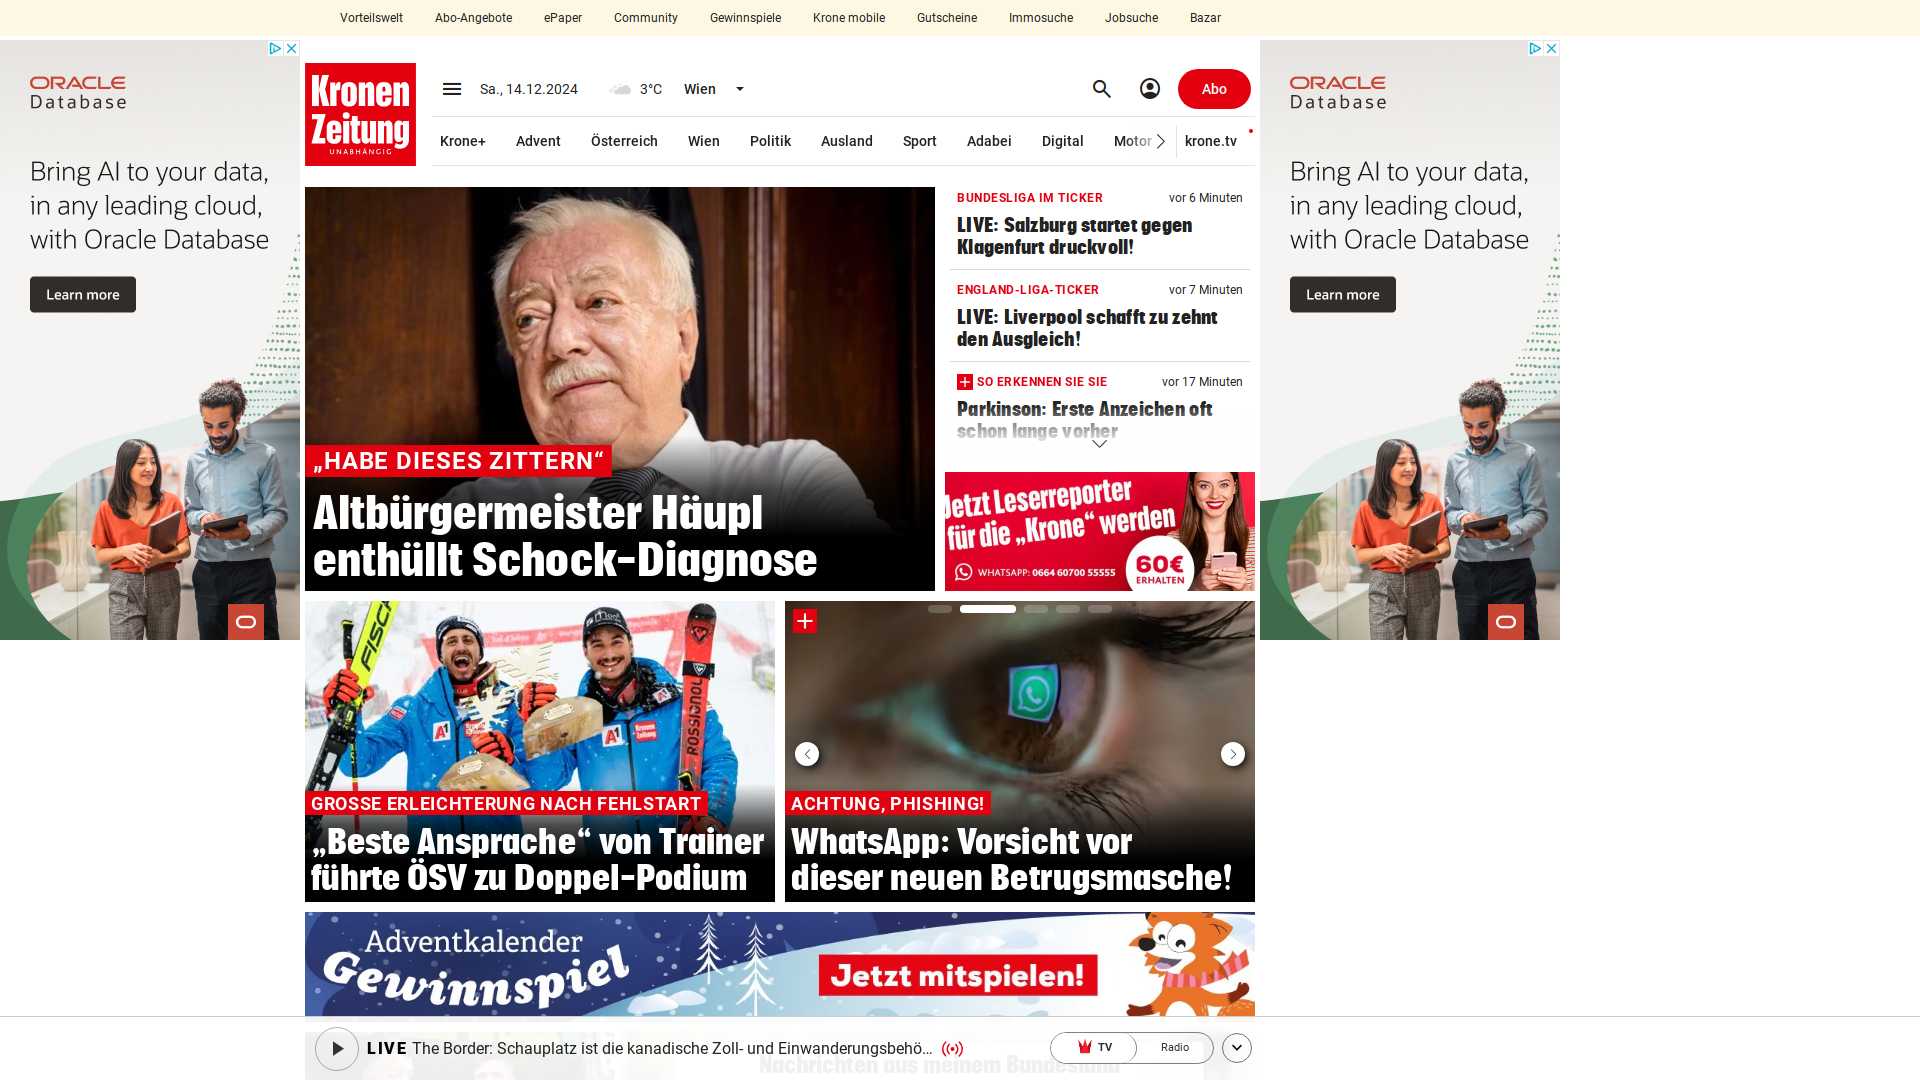 Vorteilswelt Abo-Angebote ePaper Community Gewinnspiele Krone mobile Gutscheine Immosuche Jobsuche Bazar
ORACLE
Database
Bring AI to your data,
in any leading cloud,
with Oracle Database
Learn more
Kronen
Zeitung
UNABHÄNGIG
Sa., 14.12.2024 3°C Wien
Abo
Krone+ Advent Österreich Wien Politik Ausland Sport Adabei Digital Motor krone.tv
„HABE DIESES ZITTERN“
Altbürgermeister Häupl
enthüllt Schock-Diagnose
BUNDESLIGA IM TICKER vor 6 Minuten
LIVE: Salzburg startet gegen
Klagenfurt druckvoll!
ENGLAND-LIGA-TICKER vor 7 Minuten
LIVE: Liverpool schafft zu zehnt
den Ausgleich!
SO ERKENNEN SIE SIE vor 17 Minuten
Parkinson: Erste Anzeichen oft
schon lange vorher
Jetzt Leserreporter
für die „Krone“ werden
WHATSAPP: 0664 60700 55555
60€
ERHALTEN
ORACLE
Database
Bring AI to your data,
in any leading cloud,
with Oracle Database
Learn more
FISCHER
A1
A1
Kronen
Zeitung
ROSSIGNOL
GROSSE ERLEICHTERUNG NACH FEHLSTART
„Beste Ansprache“ von Trainer
führte ÖSV zu Doppel-Podium
ACHTUNG, PHISHING!
WhatsApp: Vorsicht vor
dieser neuen Betrugsmasche!
Adventkalender
Gewinnspiel
Jetzt mitspielen!
LIVE The Border: Schauplatz ist die kanadische Zoll- und Einwanderungsbehö...
TV Radio
Nachrichten aus meinem Bundesland